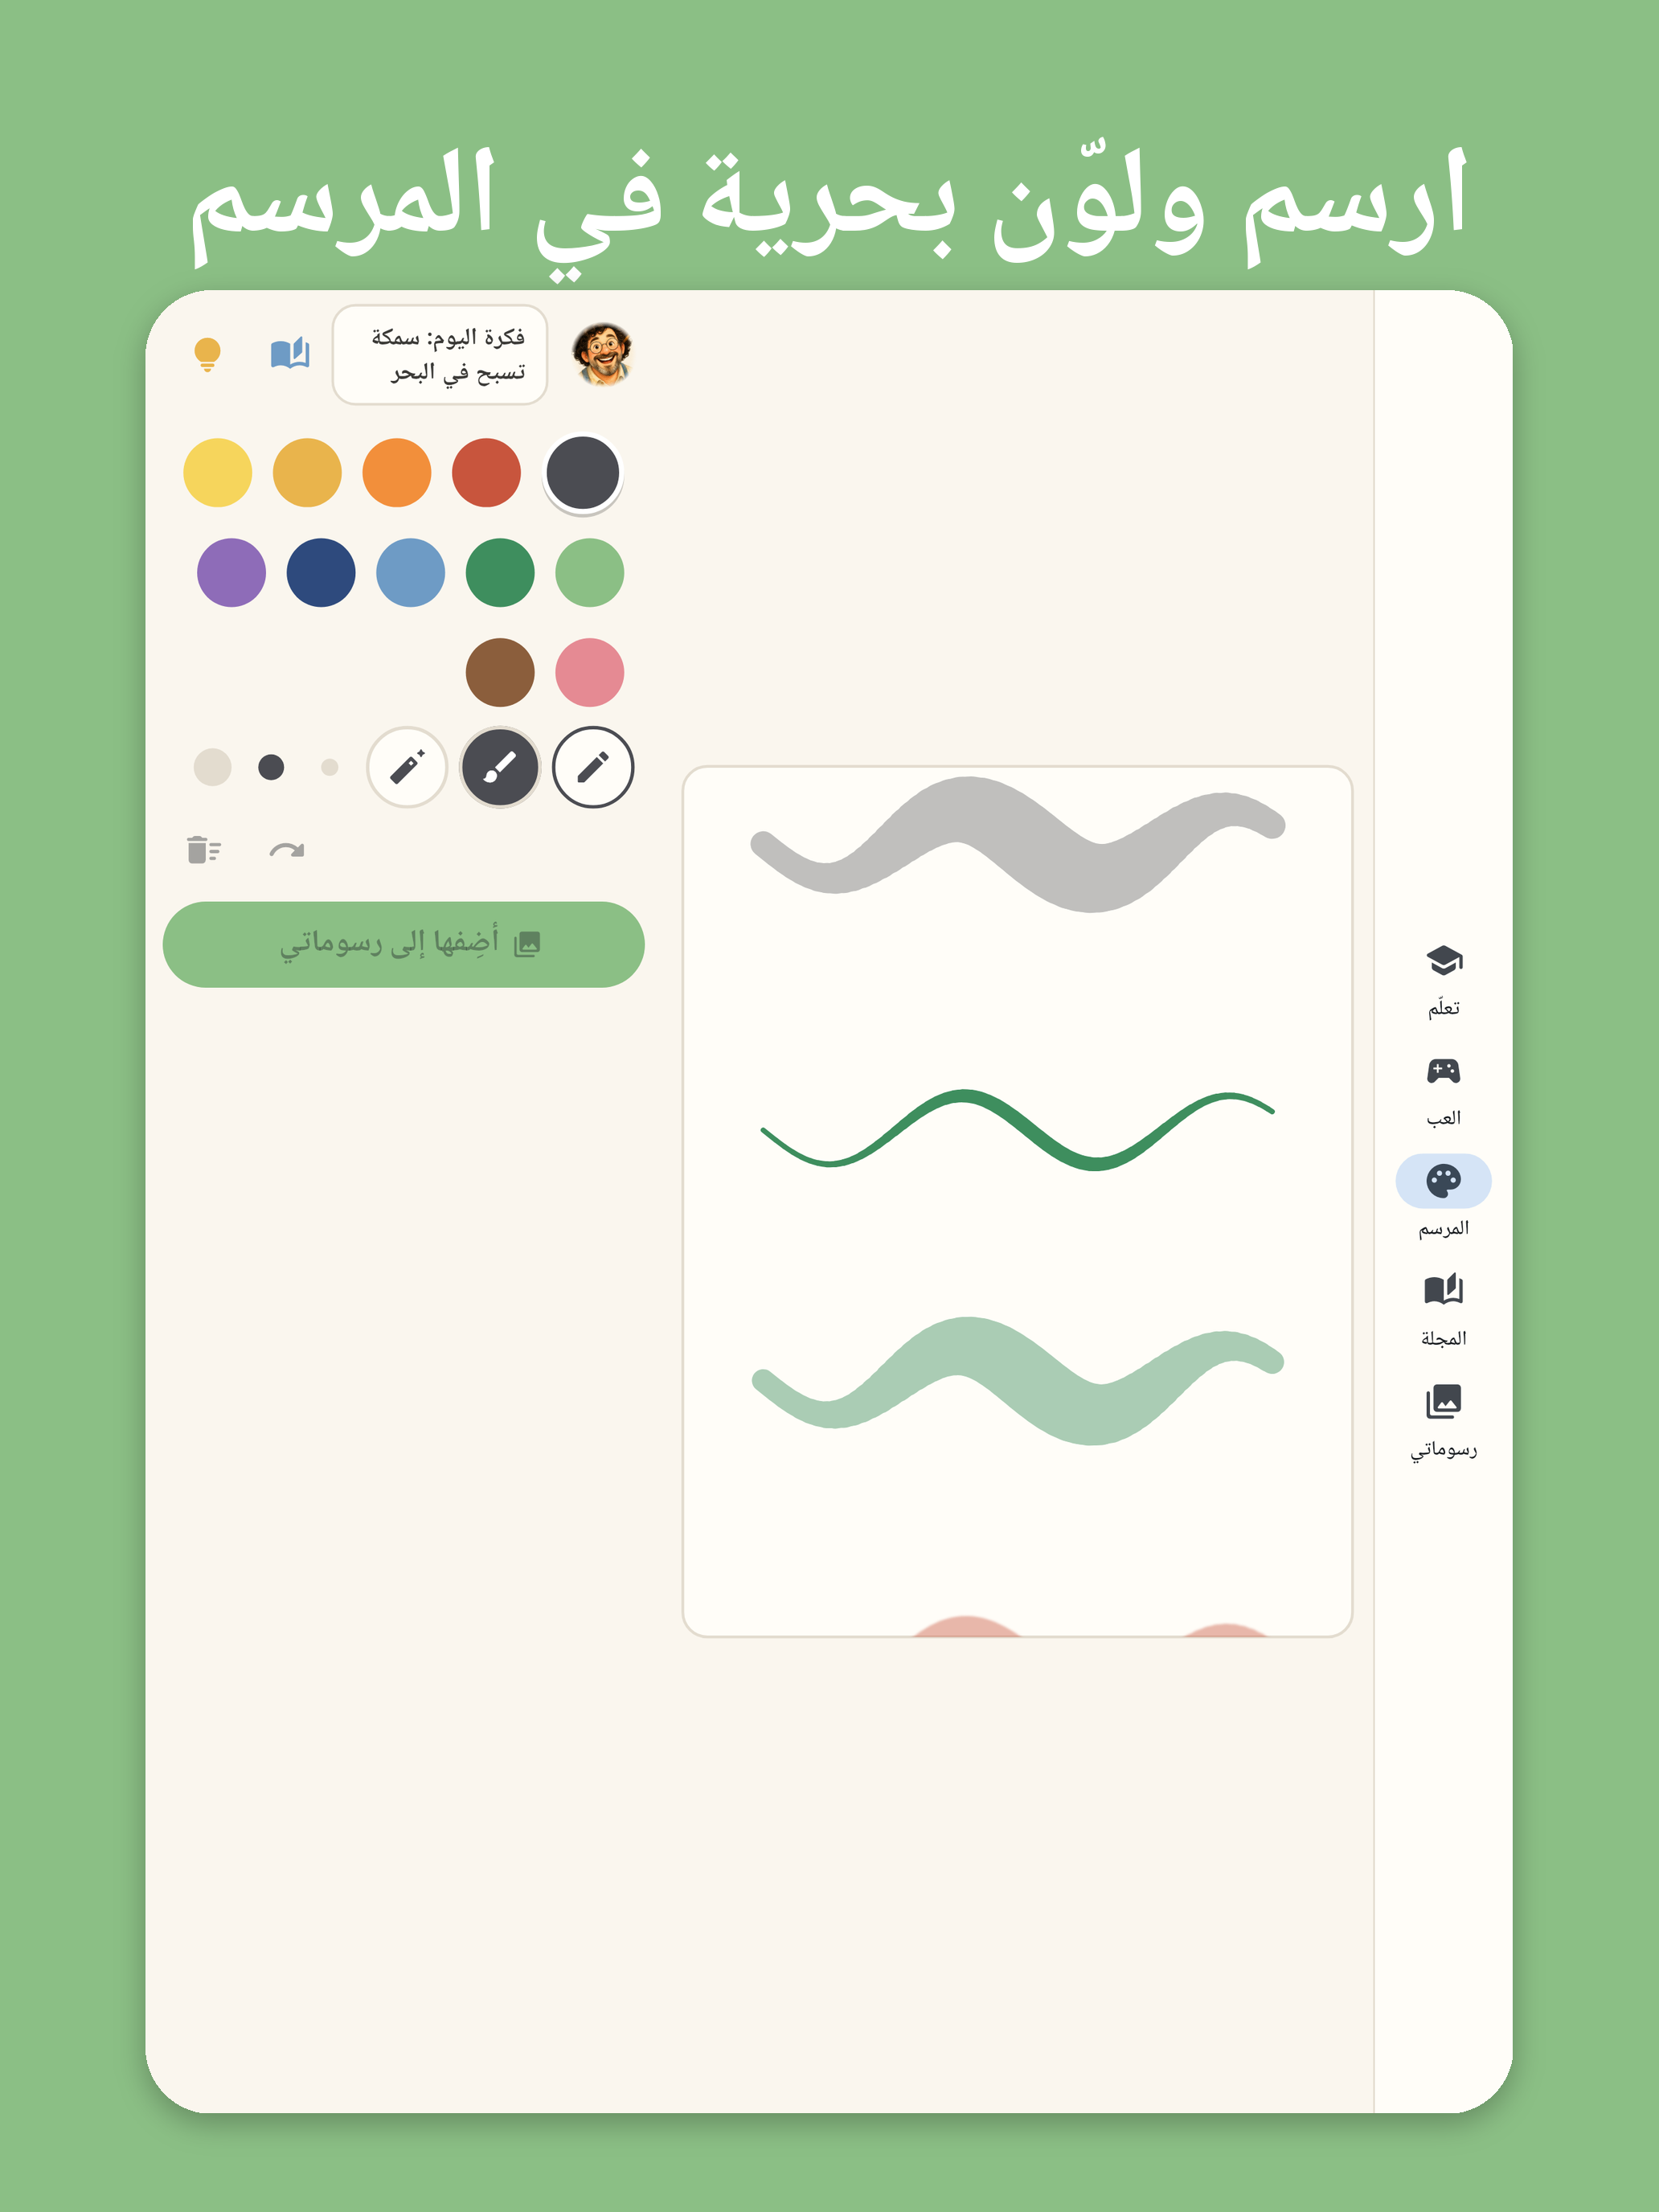 ارسم ولوّن بحرية في المرسم
فكرة اليوم: سمكة
تسبح في البحر
أضِفها إلى رسوماتي
تعلّم
العب
المرسم
المجلة
رسوماتي